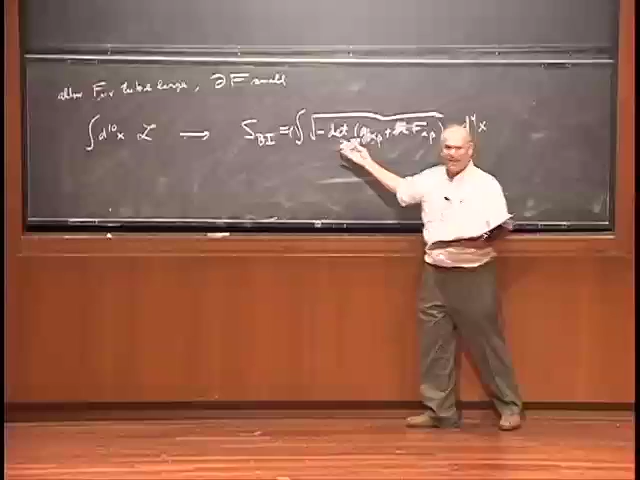 allow F_μν to be large, ∂F small
∫d¹⁰x ℒ → S_BI = ∫√-det (g_αβ + F_αβ) d⁴x